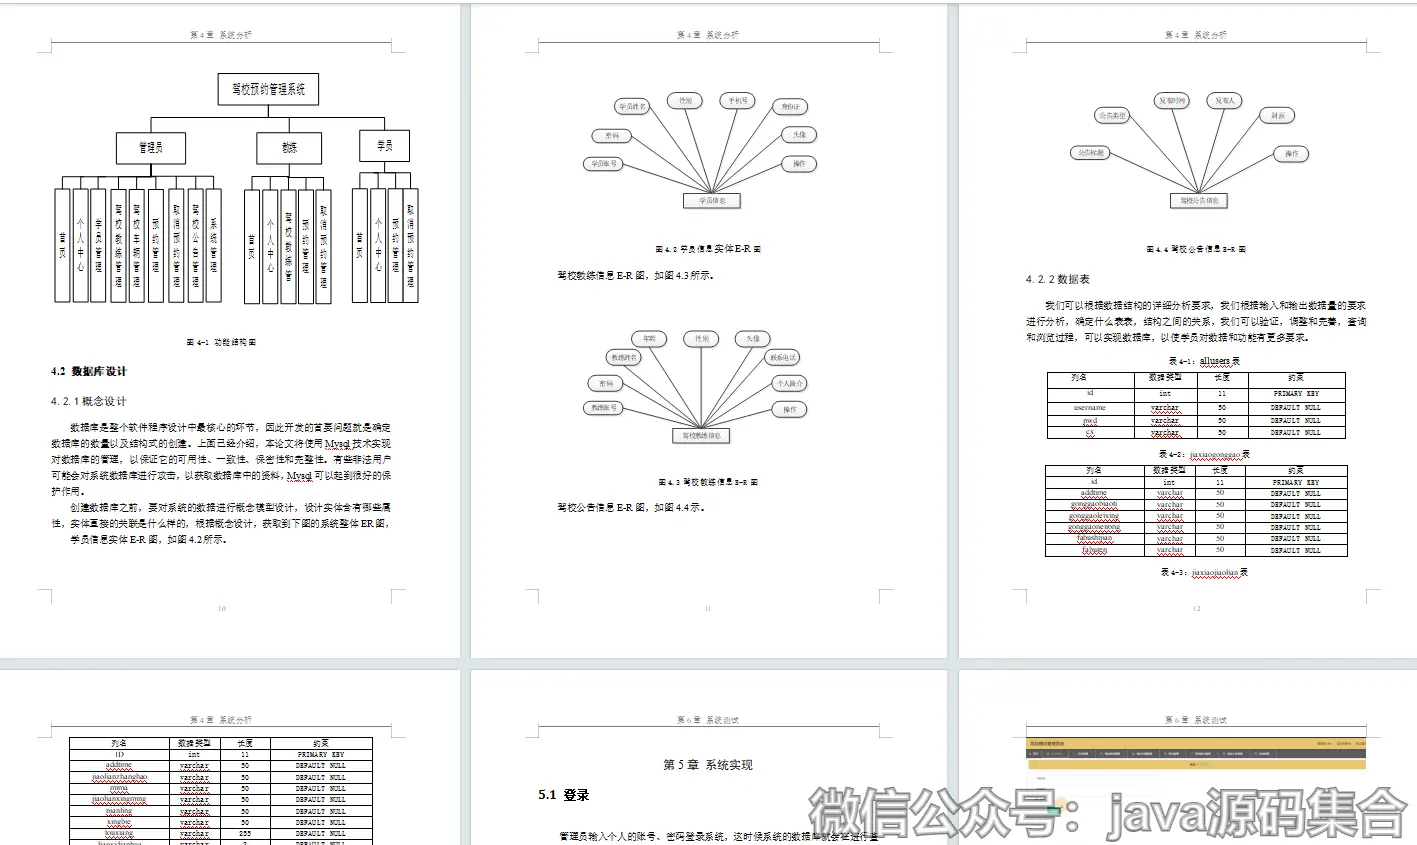 第 4 章 系统分析
驾校预约管理系统
管理员
教练
学员
首页
个人中心
学员管理
驾校教练管理
驾校车辆管理
预约管理
取消预约管理
驾校公告管理
系统管理
首页
个人中心
驾校教练管
预约管理
取消预约管理
首页
个人中心
预约管理
取消预约管理
图 4-1 功能结构图
4.2 数据库设计
4.2.1概念设计
数据库是整个软件程序设计中最核心的环节，因此开发的首要问题就是确定
数据库的数量以及结构式的创建。上面已经介绍，本论文将使用 Mysql 技术实现
对数据库的管理，以保证它的可用性、一致性、保密性和完整性。有些非法用户
可能会对系统数据库进行攻击，以获取数据库中的资料，Mysql 可以起到很好的保
护作用。
创建数据库之前，要对系统的数据进行概念模型设计，设计实体含有哪些属
性，实体直接的关联是什么样的，根据概念设计，获取到下图的系统整体 ER 图，
学员信息实体 E-R 图，如图 4.2 所示。
10
第 4 章 系统分析
学员姓名
性别
手机号
身份证
密码
头像
学员账号
操作
学员信息
图 4.2 学员信息实体E-R 图
驾校教练信息 E-R 图，如图 4.3 所示。
年龄
性别
头像
教练姓名
联系电话
密码
个人简介
教练账号
操作
驾校教练信息
图 4.3 驾校教练信息 E-R 图
驾校公告信息 E-R 图，如图 4.4 示。
11
第 4 章 系统分析
发布时间
发布人
公告类型
封面
公告标题
操作
驾校公告信息
图 4.4 驾校公告信息 E-R 图
4.2.2 数据表
我们可以根据数据结构的详细分析要求，我们根据输入和输出数据量的要求
进行分析，确定什么表表，结构之间的关系，我们可以验证，调整和完善，查询
和浏览过程，可以实现数据库，以使学员对数据和功能有更多要求。
表 4-1：allusers 表
列名 数据类型 长度 约束
id int 11 PRIMARY KEY
username varchar 50 DEFAULT NULL
pwd varchar 50 DEFAULT NULL
cx varchar 50 DEFAULT NULL
表 4-2：jiaxiaogonggao 表
列名 数据类型 长度 约束
id int 11 PRIMARY KEY
addtime varchar 50 DEFAULT NULL
gonggaobiaoti varchar 50 DEFAULT NULL
gonggaoleixing varchar 50 DEFAULT NULL
gonggaoneirong varchar 50 DEFAULT NULL
fabushijian varchar 50 DEFAULT NULL
faburen varchar 50 DEFAULT NULL
表 4-3：jiaxiaojiaolian 表
12
第 4 章 系统分析
列名 数据类型 长度 约束
ID int 11 PRIMARY KEY
addtime varchar 50 DEFAULT NULL
jiaolianzhanghao varchar 50 DEFAULT NULL
mima varchar 50 DEFAULT NULL
jiaolianxingming varchar 50 DEFAULT NULL
nianling varchar 50 DEFAULT NULL
xingbie varchar 50 DEFAULT NULL
touxiang varchar 255 DEFAULT NULL
lianxidianhua varchar 2 DEFAULT NULL
第 6 章 系统测试
第 5 章 系统实现
5.1 登录
管理员输入个人的账号、密码登录系统，这时候系统的数据库就会在进行查
第 6 章 系统测试
驾校预约管理系统
微信公众号：java源码集合